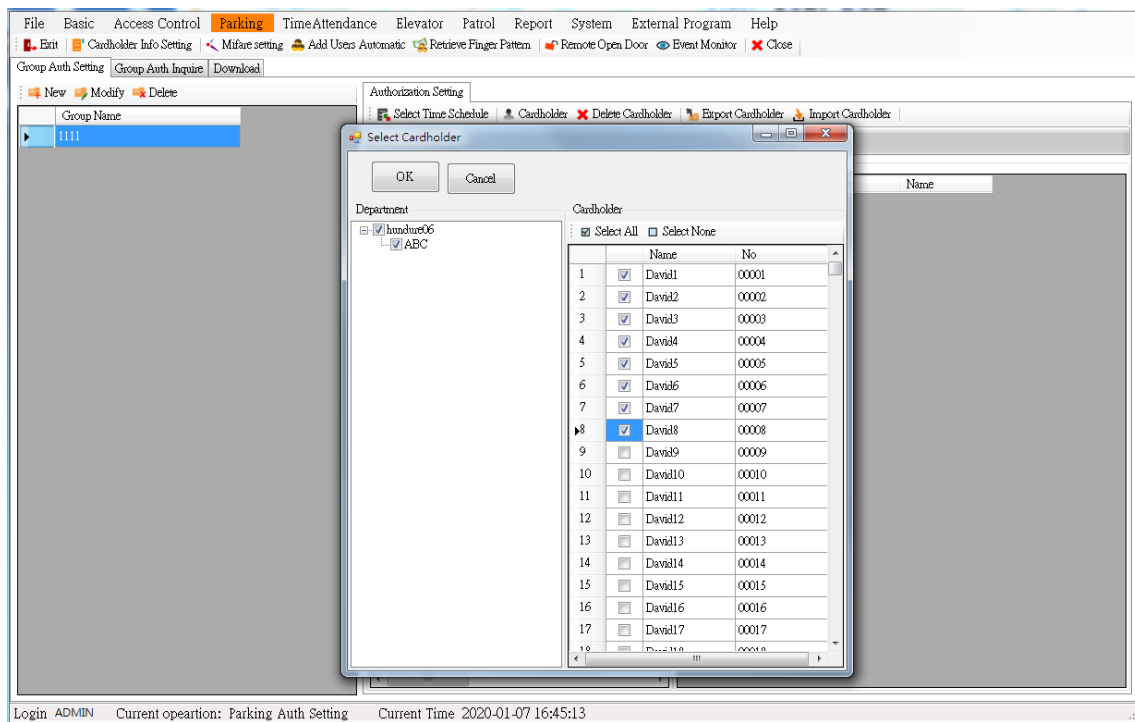 File Basic Access Control Parking TimeAttendance Elevator Patrol Report System External Program Help
Exit Cardholder Info Setting Mifare setting Add Users Automatic Retrieve Finger Pattern Remote Open Door Event Monitor Close
Group Auth Setting Group Auth Inquire Download
New Modify Delete
Group Name
1111
Authorization Setting
Select Time Schedule Cardholder Delete Cardholder Export Cardholder Import Cardholder
Name
Select Cardholder
OK Cancel
Department
hundure06
ABC
Cardholder
Select All Select None
Name No
1 David1 00001
2 David2 00002
3 David3 00003
4 David4 00004
5 David5 00005
6 David6 00006
7 David7 00007
8 David8 00008
9 David9 00009
10 David10 00010
11 David11 00011
12 David12 00012
13 David13 00013
14 David14 00014
15 David15 00015
16 David16 00016
17 David17 00017
Login ADMIN Current opeartion: Parking Auth Setting Current Time 2020-01-07 16:45:13